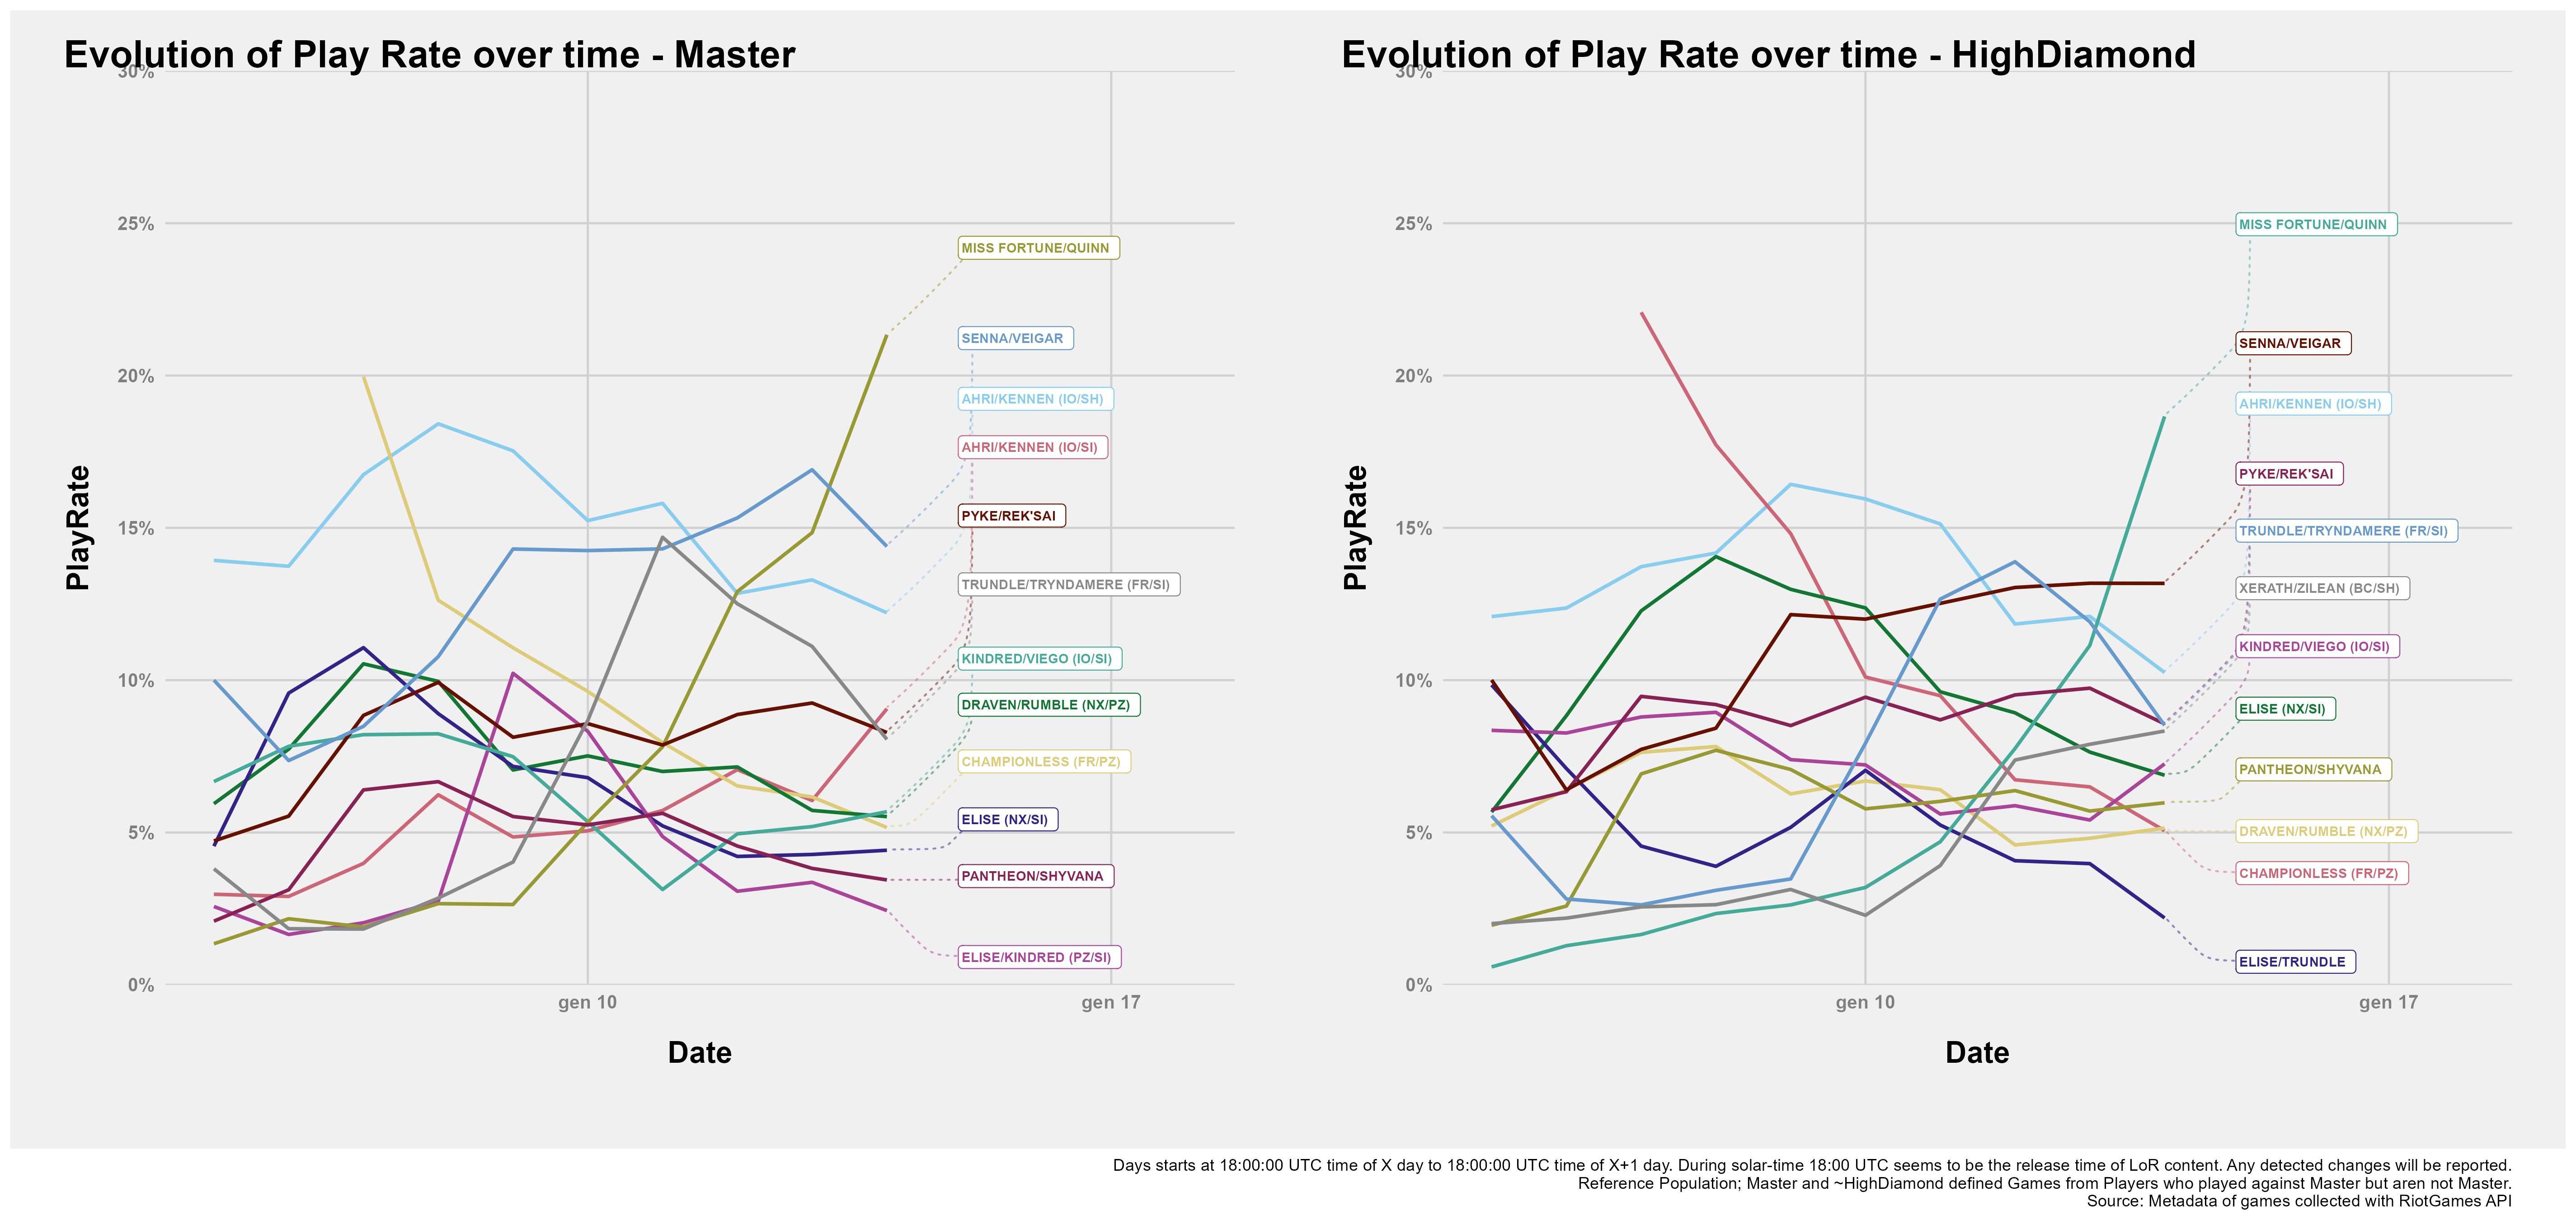 Evolution of Play Rate over time - Master
30%
25%
20%
15%
10%
5%
0%
PlayRate
MISS FORTUNE/QUINN
SENNA/VEIGAR
AHRI/KENNEN (IO/SH)
AHRI/KENNEN (IO/SI)
PYKE/REK'SAI
TRUNDLE/TRYNDAMERE (FR/SI)
KINDRED/VIEGO (IO/SI)
DRAVEN/RUMBLE (NX/PZ)
CHAMPIONLESS (FR/PZ)
ELISE (NX/SI)
PANTHEON/SHYVANA
ELISE/KINDRED (PZ/SI)
gen 10
gen 17
Date
Evolution of Play Rate over time - HighDiamond
30%
25%
20%
15%
10%
5%
0%
PlayRate
MISS FORTUNE/QUINN
SENNA/VEIGAR
AHRI/KENNEN (IO/SH)
PYKE/REK'SAI
TRUNDLE/TRYNDAMERE (FR/SI)
XERATH/ZILEAN (BC/SH)
KINDRED/VIEGO (IO/SI)
ELISE (NX/SI)
PANTHEON/SHYVANA
DRAVEN/RUMBLE (NX/PZ)
CHAMPIONLESS (FR/PZ)
ELISE/TRUNDLE
gen 10
gen 17
Date
Days starts at 18:00:00 UTC time of X day to 18:00:00 UTC time of X+1 day. During solar-time 18:00 UTC seems to be the release time of LoR content. Any detected changes will be reported.
Reference Population; Master and ~HighDiamond defined Games from Players who played against Master but aren not Master.
Source: Metadata of games collected with RiotGames API